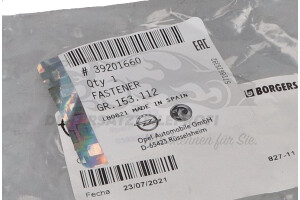 # 39201660
Qty 1
FASTENER
GR.153.112
MADE IN SPAIN
EAC
BORGERS
Opel Automobile GmbH
D-65423 Rüsselsheim
827-11
Fecha
23/07/2021